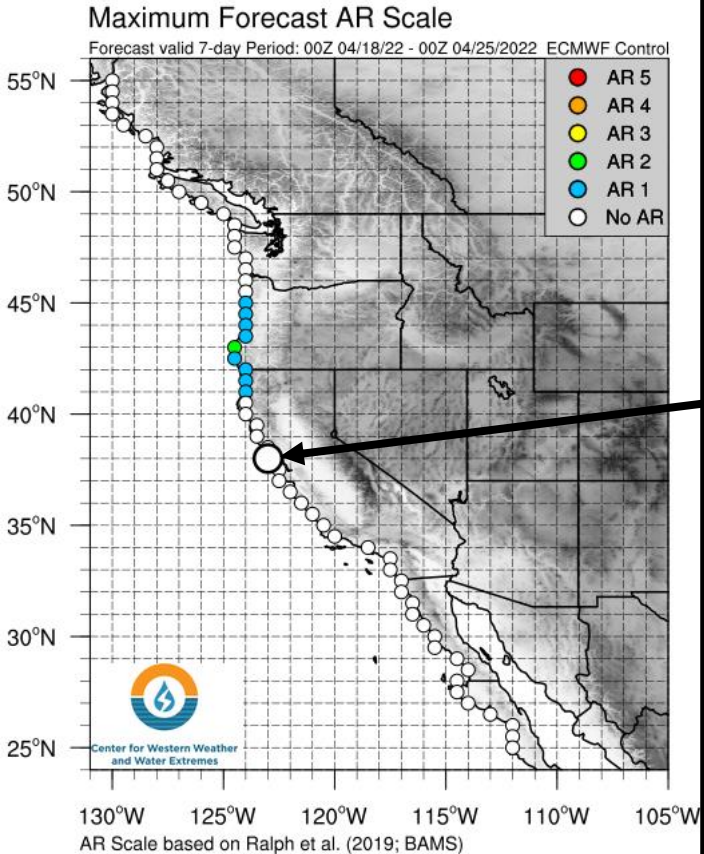 Maximum Forecast AR Scale
Forecast valid 7-day Period: 00Z 04/18/22 - 00Z 04/25/2022 ECMWF Control
AR 5
AR 4
AR 3
AR 2
AR 1
No AR
55°N
50°N
45°N
40°N
35°N
30°N
25°N
Center for Western Weather
and Water Extremes
130°W 125°W 120°W 115°W 110°W 105°W
AR Scale based on Ralph et al. (2019; BAMS)